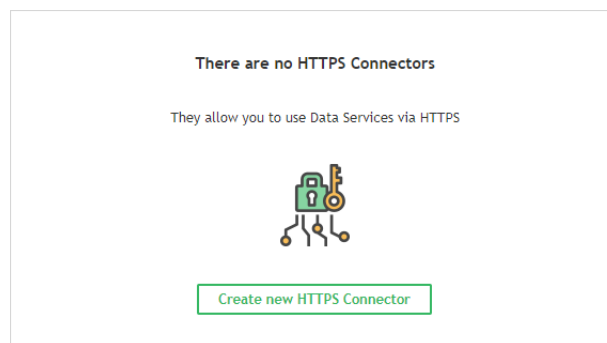 There are no HTTPS Connectors
They allow you to use Data Services via HTTPS
Create new HTTPS Connector